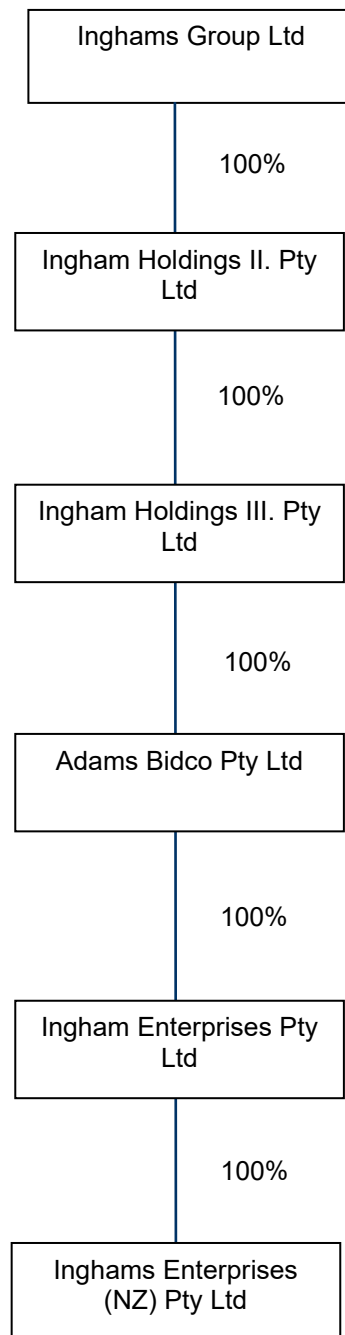 Inghams Group Ltd
100%
Ingham Holdings II. Pty
Ltd
100%
Ingham Holdings III. Pty
Ltd
100%
Adams Bidco Pty Ltd
100%
Ingham Enterprises Pty
Ltd
100%
Inghams Enterprises
(NZ) Pty Ltd